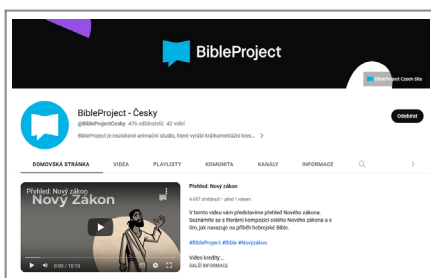 BibleProject
BibleProject Czech Site
BibleProject - Česky
@BibleProjectCesky 476 odběratelů 42 videí
BibleProject je neziskové animační studio, které vyrábí krátkometrážní kres... >
Odebírat
DOMOVSKÁ STRÁNKA VIDEA PLAYLISTY KOMUNITA KANÁLY INFORMACE
Přehled: Nový zákon
Nový Zákon
0:00 / 10:10
Přehled: Nový zákon
4 697 zhlédnutí • před 1 rokem
V tomto videu vám představíme přehled Nového zákona.
Seznámíte se s literární kompozicí celého Nového zákona a s
tím, jak navazuje na příběh hebrejské Bible.
#BibleProject #Bible #Novýzákon
Video kredity:...
DALŠÍ INFORMACE